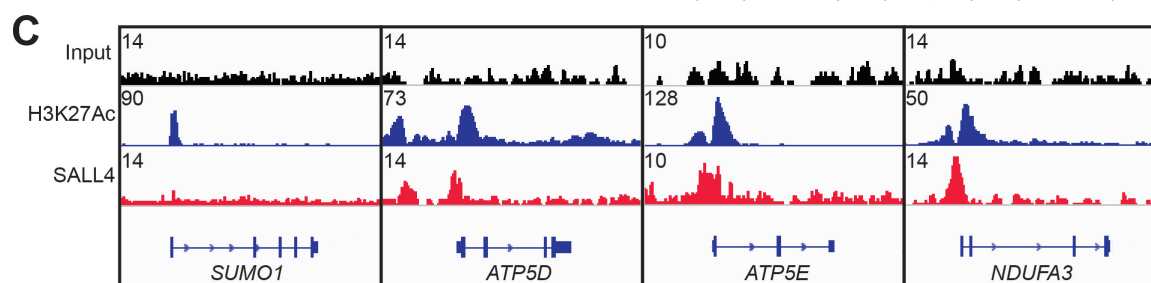 C
Input
14
14
10
14
H3K27Ac
90
73
128
50
SALL4
14
14
10
14
SUMO1
ATP5D
ATP5E
NDUFA3